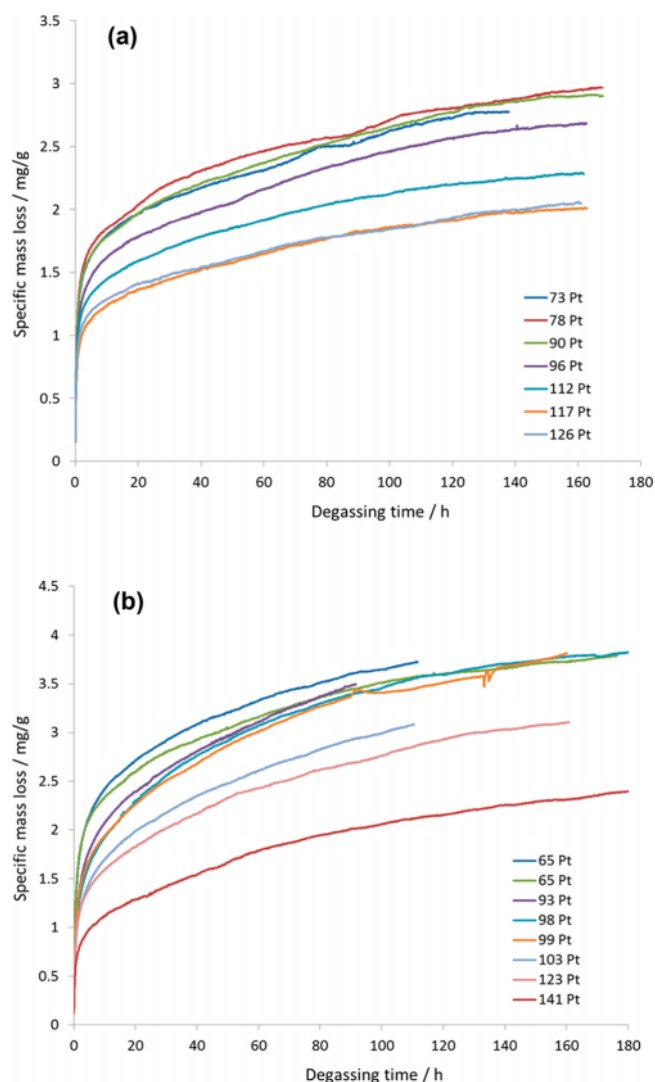 (a)
3.5
3
2.5
2
1.5
1
0.5
0
Specific mass loss / mg/g
73 Pt
78 Pt
90 Pt
96 Pt
112 Pt
117 Pt
126 Pt
0 20 40 60 80 100 120 140 160 180
Degassing time / h
(b)
4.5
4
3.5
3
2.5
2
1.5
1
0.5
0
Specific mass loss / mg/g
65 Pt
65 Pt
93 Pt
98 Pt
99 Pt
103 Pt
123 Pt
141 Pt
0 20 40 60 80 100 120 140 160 180
Degassing time / h